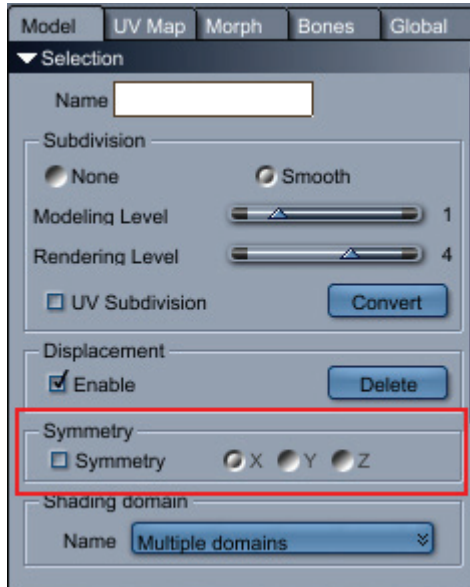 Model UV Map Morph Bones Global
Selection
Name
Subdivision
None Smooth
Modeling Level 1
Rendering Level 4
UV Subdivision Convert
Displacement
Enable Delete
Symmetry
Symmetry X Y Z
Shading domain
Name Multiple domains